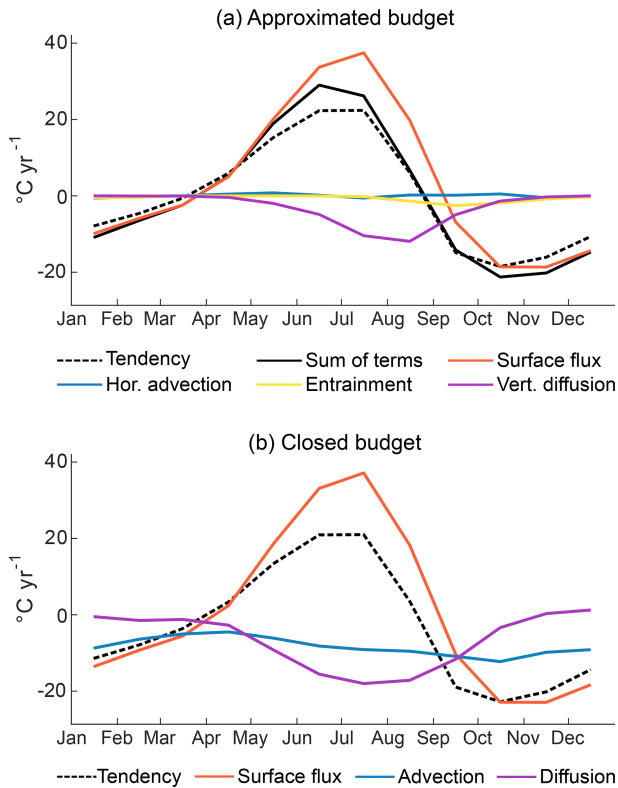 (a) Approximated budget
°C yr -1
40
20
0
-20
Jan Feb Mar Apr May Jun Jul Aug Sep Oct Nov Dec
Tendency Sum of terms Surface flux
Hor. advection Entrainment Vert. diffusion
(b) Closed budget
°C yr-1
40
20
0
-20
Jan Feb Mar Apr May Jun Jul Aug Sep Oct Nov Dec
Tendency Surface flux Advection Diffusion